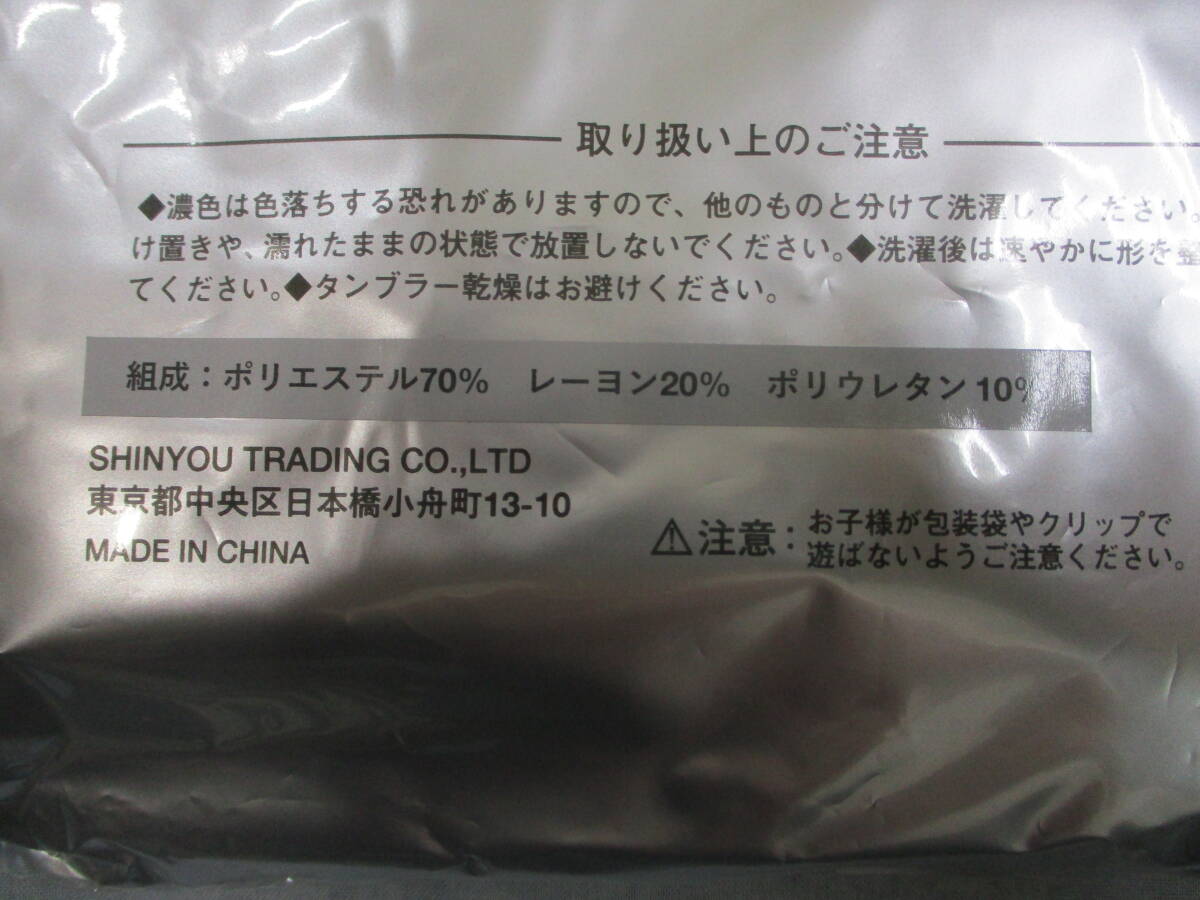 取り扱い上のご注意
◆濃色は色落ちする恐れがありますので、他のものと分けて洗濯してください。
け置きや、濡れたままの状態で放置しないでください。◆洗濯後は速やかに形を整
てください。◆タンブラー乾燥はお避けください。
組成：ポリエステル70%　レーヨン20%　ポリウレタン10%
SHINYOU TRADING CO.,LTD
東京都中央区日本橋小舟町13-10
MADE IN CHINA
⚠注意：お子様が包装袋やクリップで
遊ばないようご注意ください。